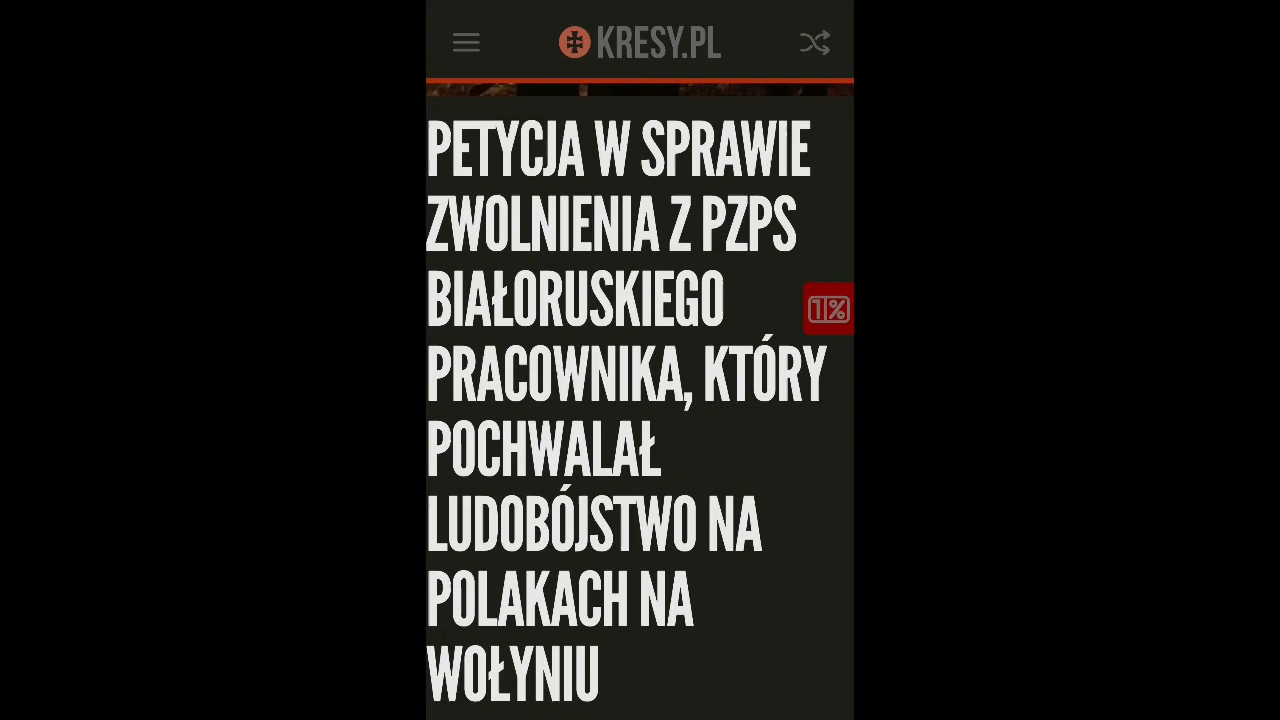 KRESY.PL
PETYCJA W SPRAWIE
ZWOLNIENIA Z PZPS
BIAŁORUSKIEGO
1%
PRACOWNIKA, KTÓRY
POCHWALAŁ
LUDOBÓJSTWO NA
POLAKACH NA
WOŁYNIU